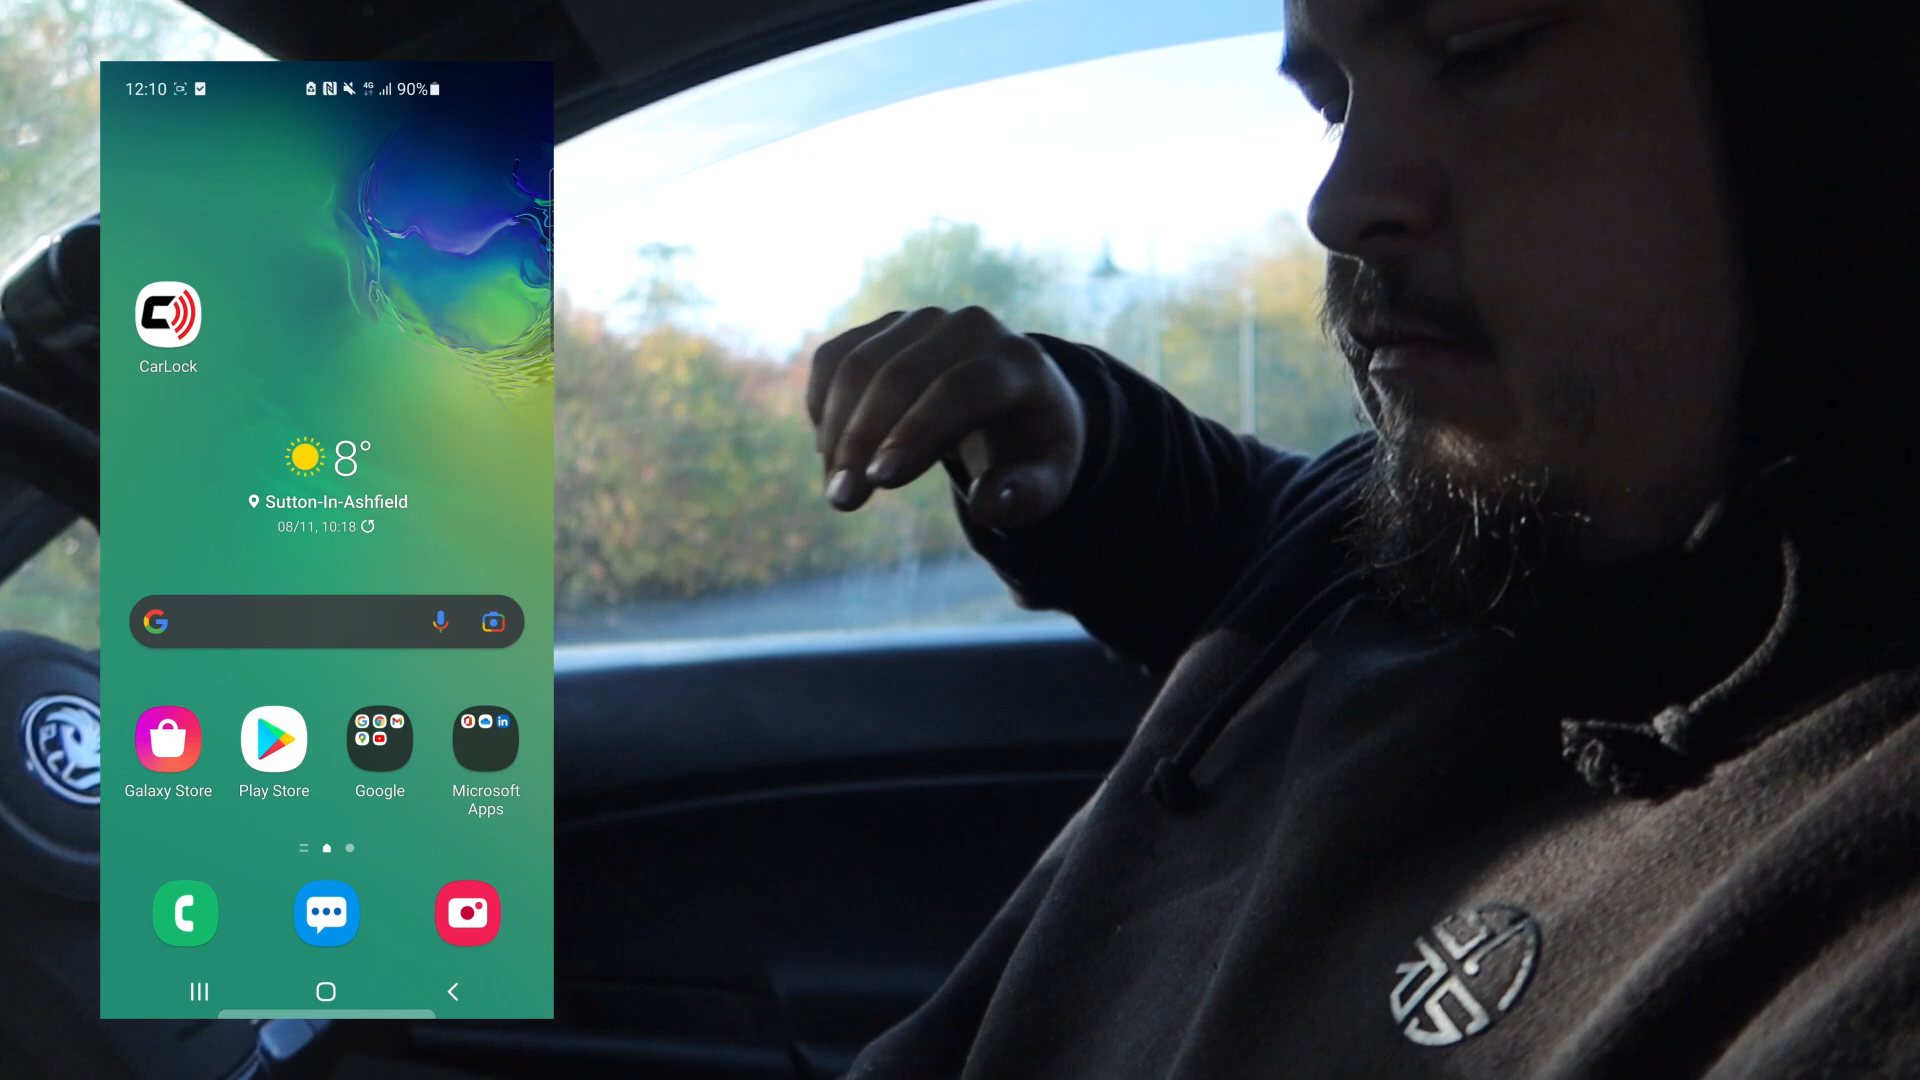 12:10
4G 90%
CarLock
8°
Sutton-In-Ashfield
08/11, 10:18
Galaxy Store
Play Store
Google
Microsoft
Apps